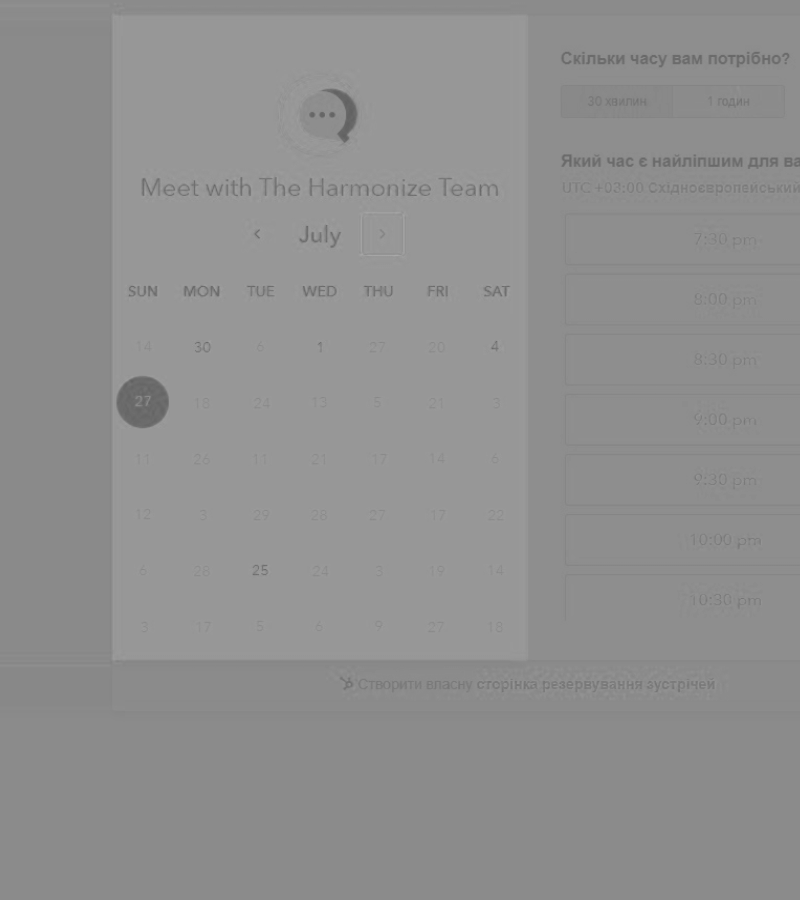 Meet with The Harmonize Team
July
SUN MON TUE WED THU FRI SAT
14 30 6 1 27 20 4
27 18 24 13 5 21 3
11 26 11 21 17 14 6
12 3 29 28 27 17 22
6 28 25 24 3 19 14
3 17 5 6 9 27 18
Скільки часу вам потрібно?
30 хвилин 1 годин
Який час є найліпшим для ва
UTC +03:00 Східноєвропейський
7:30 pm
8:00 pm
8:30 pm
9:00 pm
9:30 pm
10:00 pm
10:30 pm
Створити власну сторінка резервування зустрічей